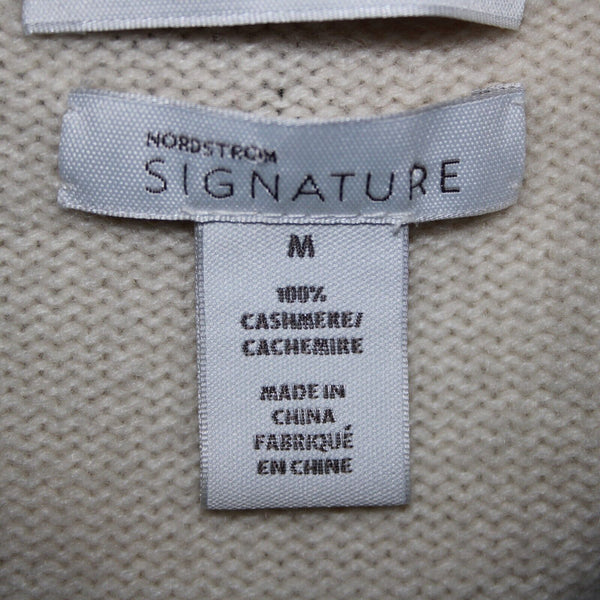 NORDSTROM
SIGNATURE
M
100%
CASHMERE/
CACHEMIRE
MADE IN
CHINA
FABRIQUÉ
EN CHINE